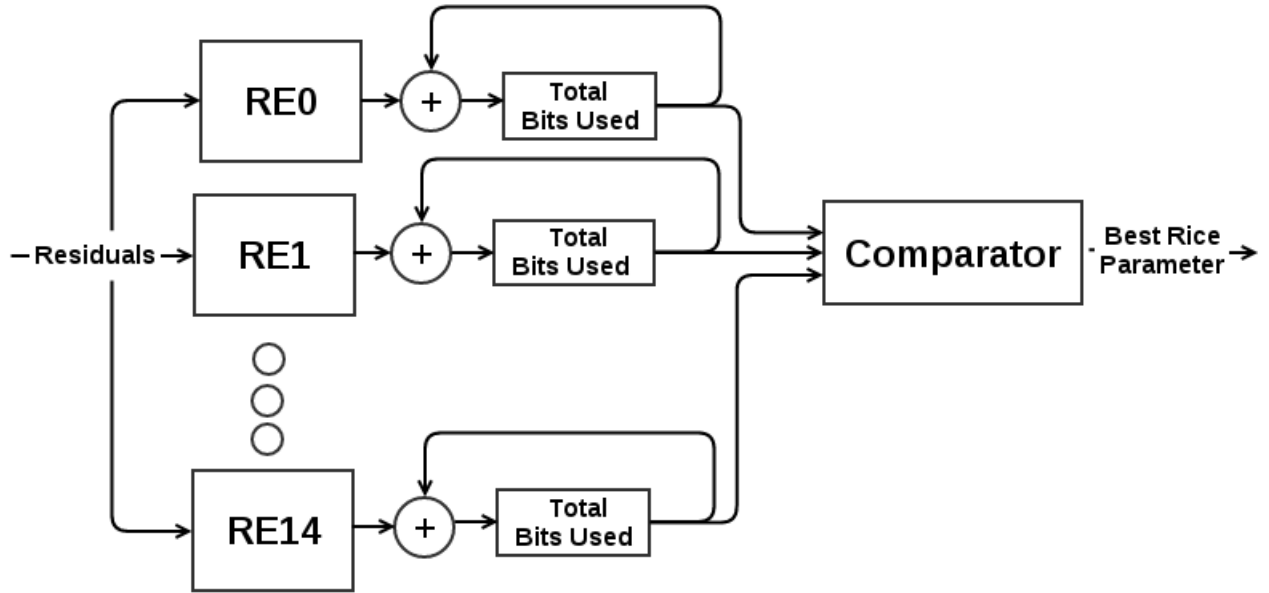 RE0
+
Total
Bits Used
Residuals
RE1
+
Total
Bits Used
Comparator
Best Rice
Parameter
RE14
+
Total
Bits Used